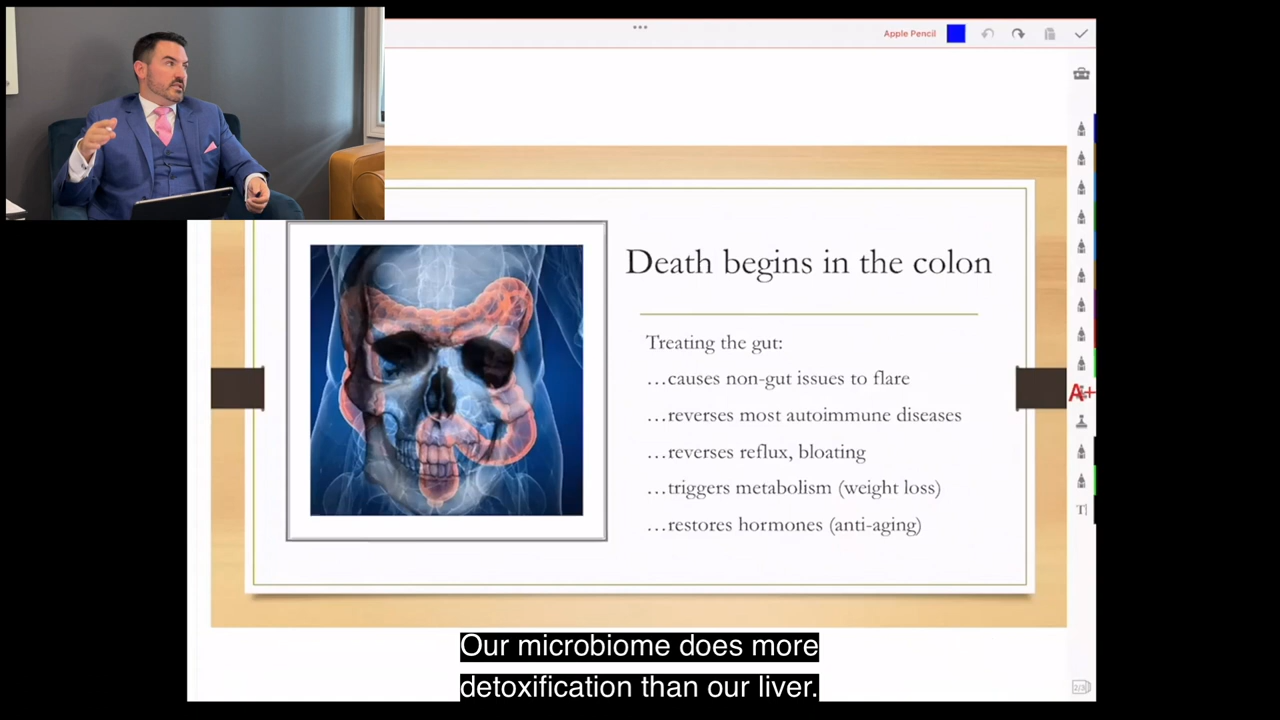 Apple Pencil
Death begins in the colon
Treating the gut:
…causes non-gut issues to flare
…reverses most autoimmune diseases
…reverses reflux, bloating
…triggers metabolism (weight loss)
…restores hormones (anti-aging)
A+
T
2/3
Our microbiome does more
detoxification than our liver.